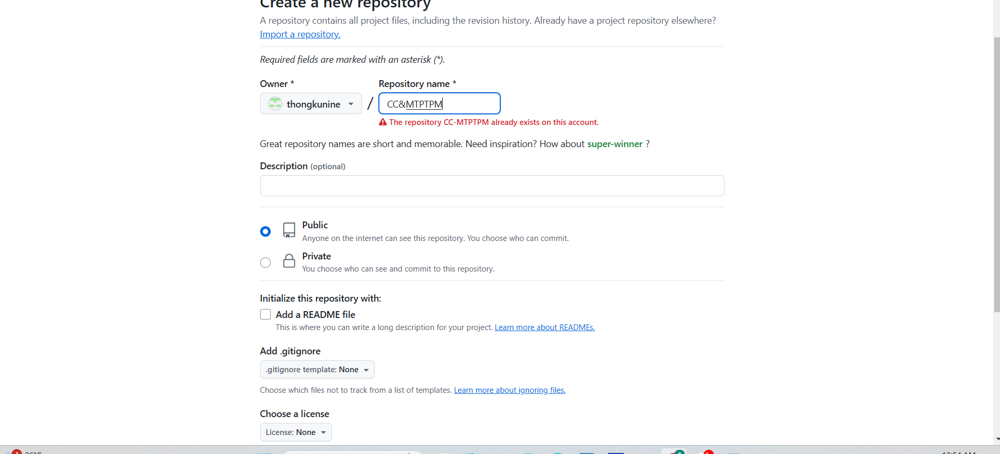 Create a new repository
A repository contains all project files, including the revision history. Already have a project repository elsewhere?
Import a repository.
Required fields are marked with an asterisk (*).
Owner * Repository name *
thongkunine / CC&MTPTPM
The repository CC-MTPTPM already exists on this account.
Great repository names are short and memorable. Need inspiration? How about super-winner ?
Description (optional)
Public
Anyone on the internet can see this repository. You choose who can commit.
Private
You choose who can see and commit to this repository.
Initialize this repository with:
Add a README file
This is where you can write a long description for your project. Learn more about READMEs.
Add .gitignore
.gitignore template: None
Choose which files not to track from a list of templates. Learn more about ignoring files.
Choose a license
License: None